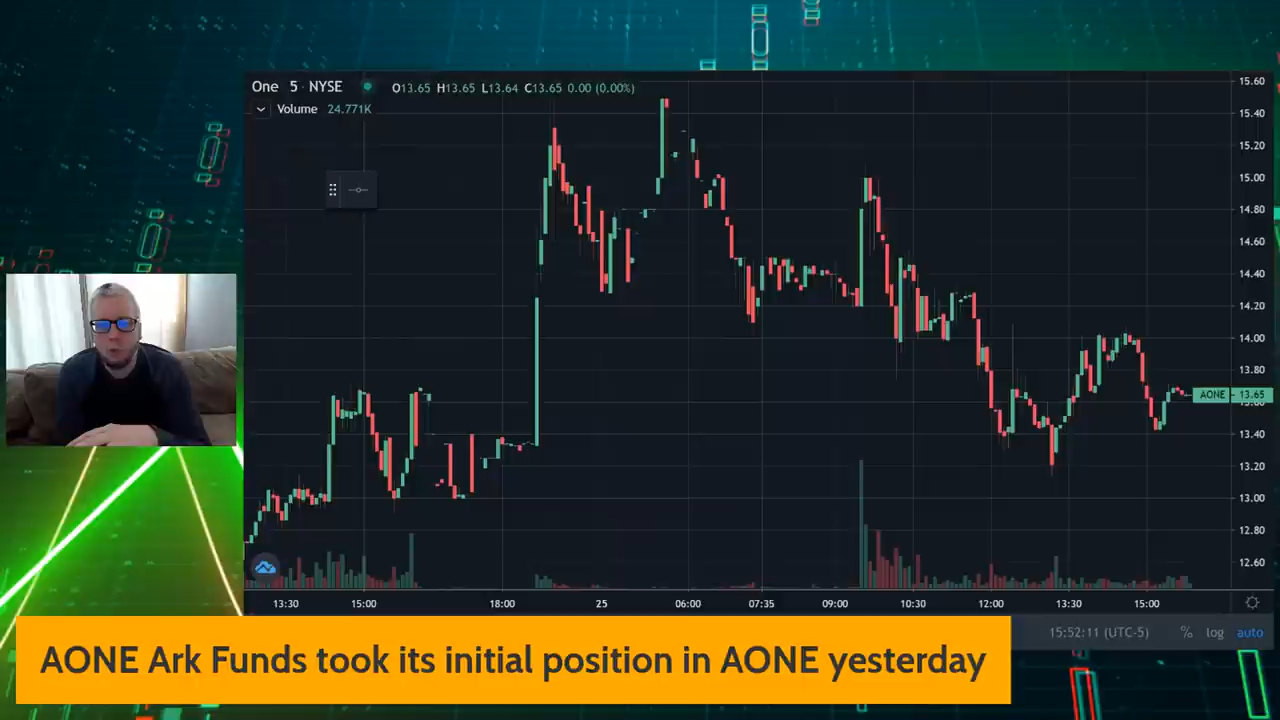 One 5 · NYSE O13.65 H13.65 L13.64 C13.65 0.00 (0.00%)
Volume 24.771K
15.60
15.40
15.20
15.00
14.80
14.60
14.40
14.20
14.00
13.80
AONE 13.65
13.40
13.20
13.00
12.80
12.60
13:30 15:00 18:00 25 06:00 07:35 09:00 10:30 12:00 13:30 15:00
15:52:11 (UTC-5) % log auto
AONE Ark Funds took its initial position in AONE yesterday